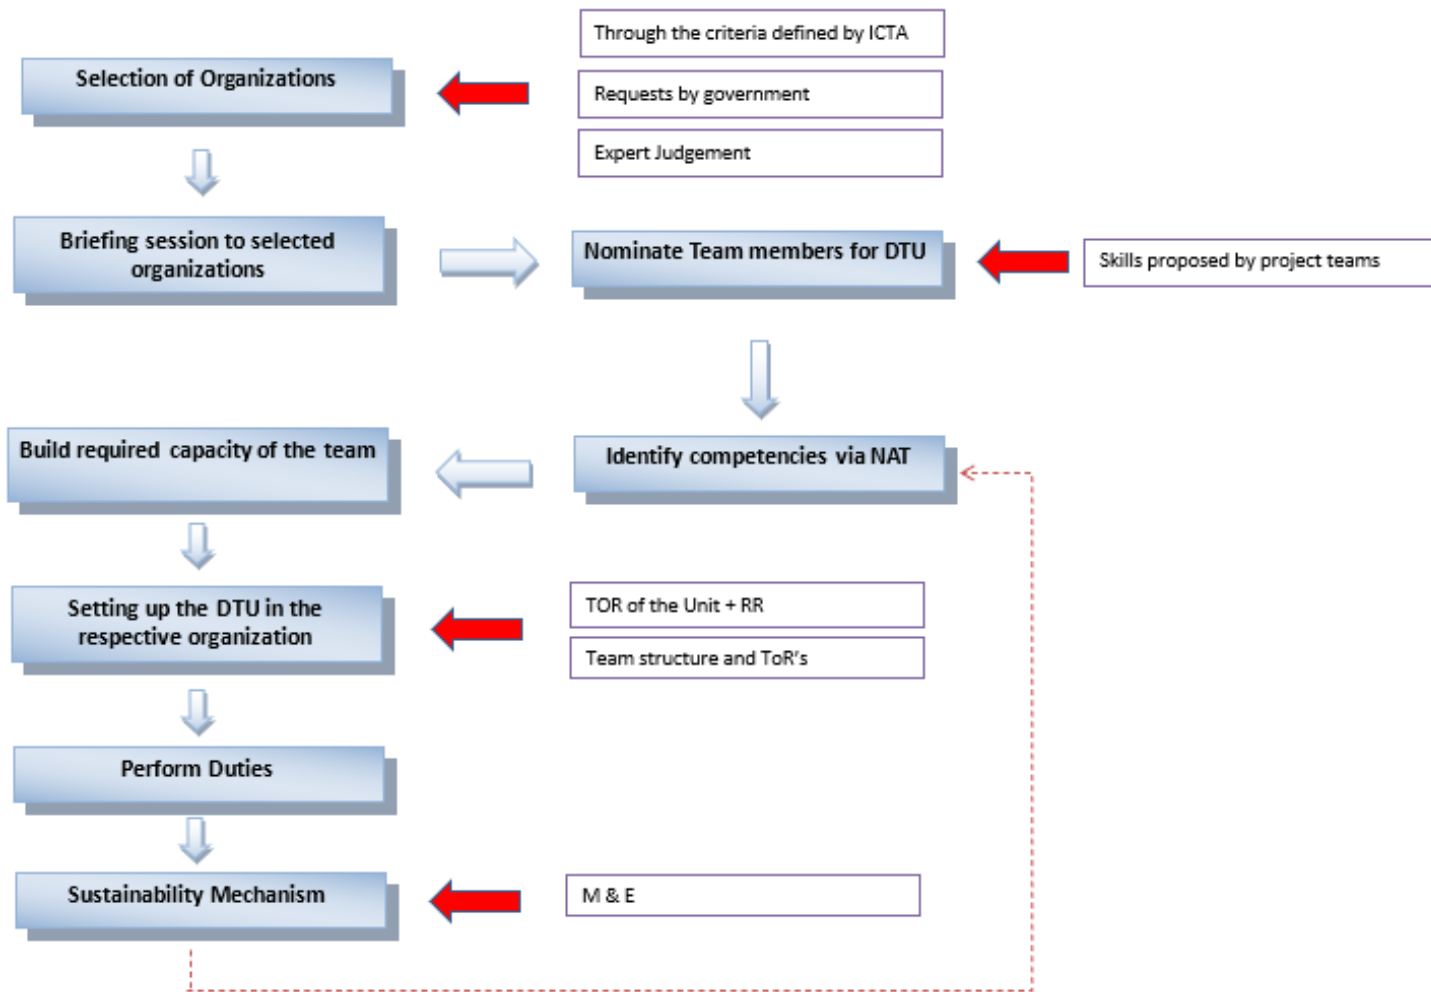 Through the criteria defined by ICTA
Selection of Organizations
Requests by government
Expert Judgement
Briefing session to selected
organizations
Nominate Team members for DTU
Skills proposed by project teams
Build required capacity of the team
Identify competencies via NAT
Setting up the DTU in the
respective organization
TOR of the Unit + RR
Team structure and ToR's
Perform Duties
Sustainability Mechanism
M & E